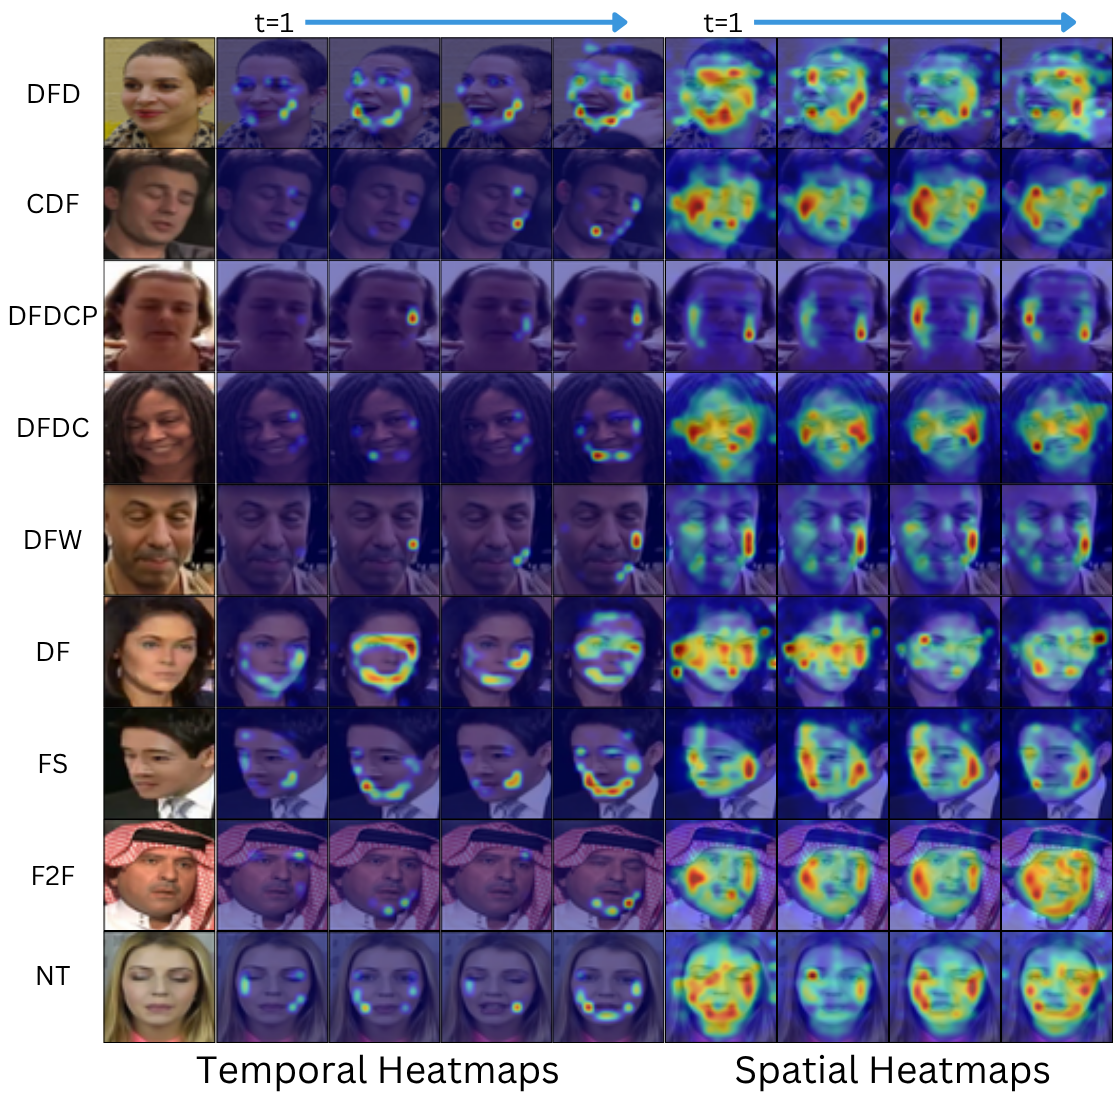 t=1 t=1
DFD
CDF
DFDCP
DFDC
DFW
DF
FS
F2F
NT
Temporal Heatmaps Spatial Heatmaps